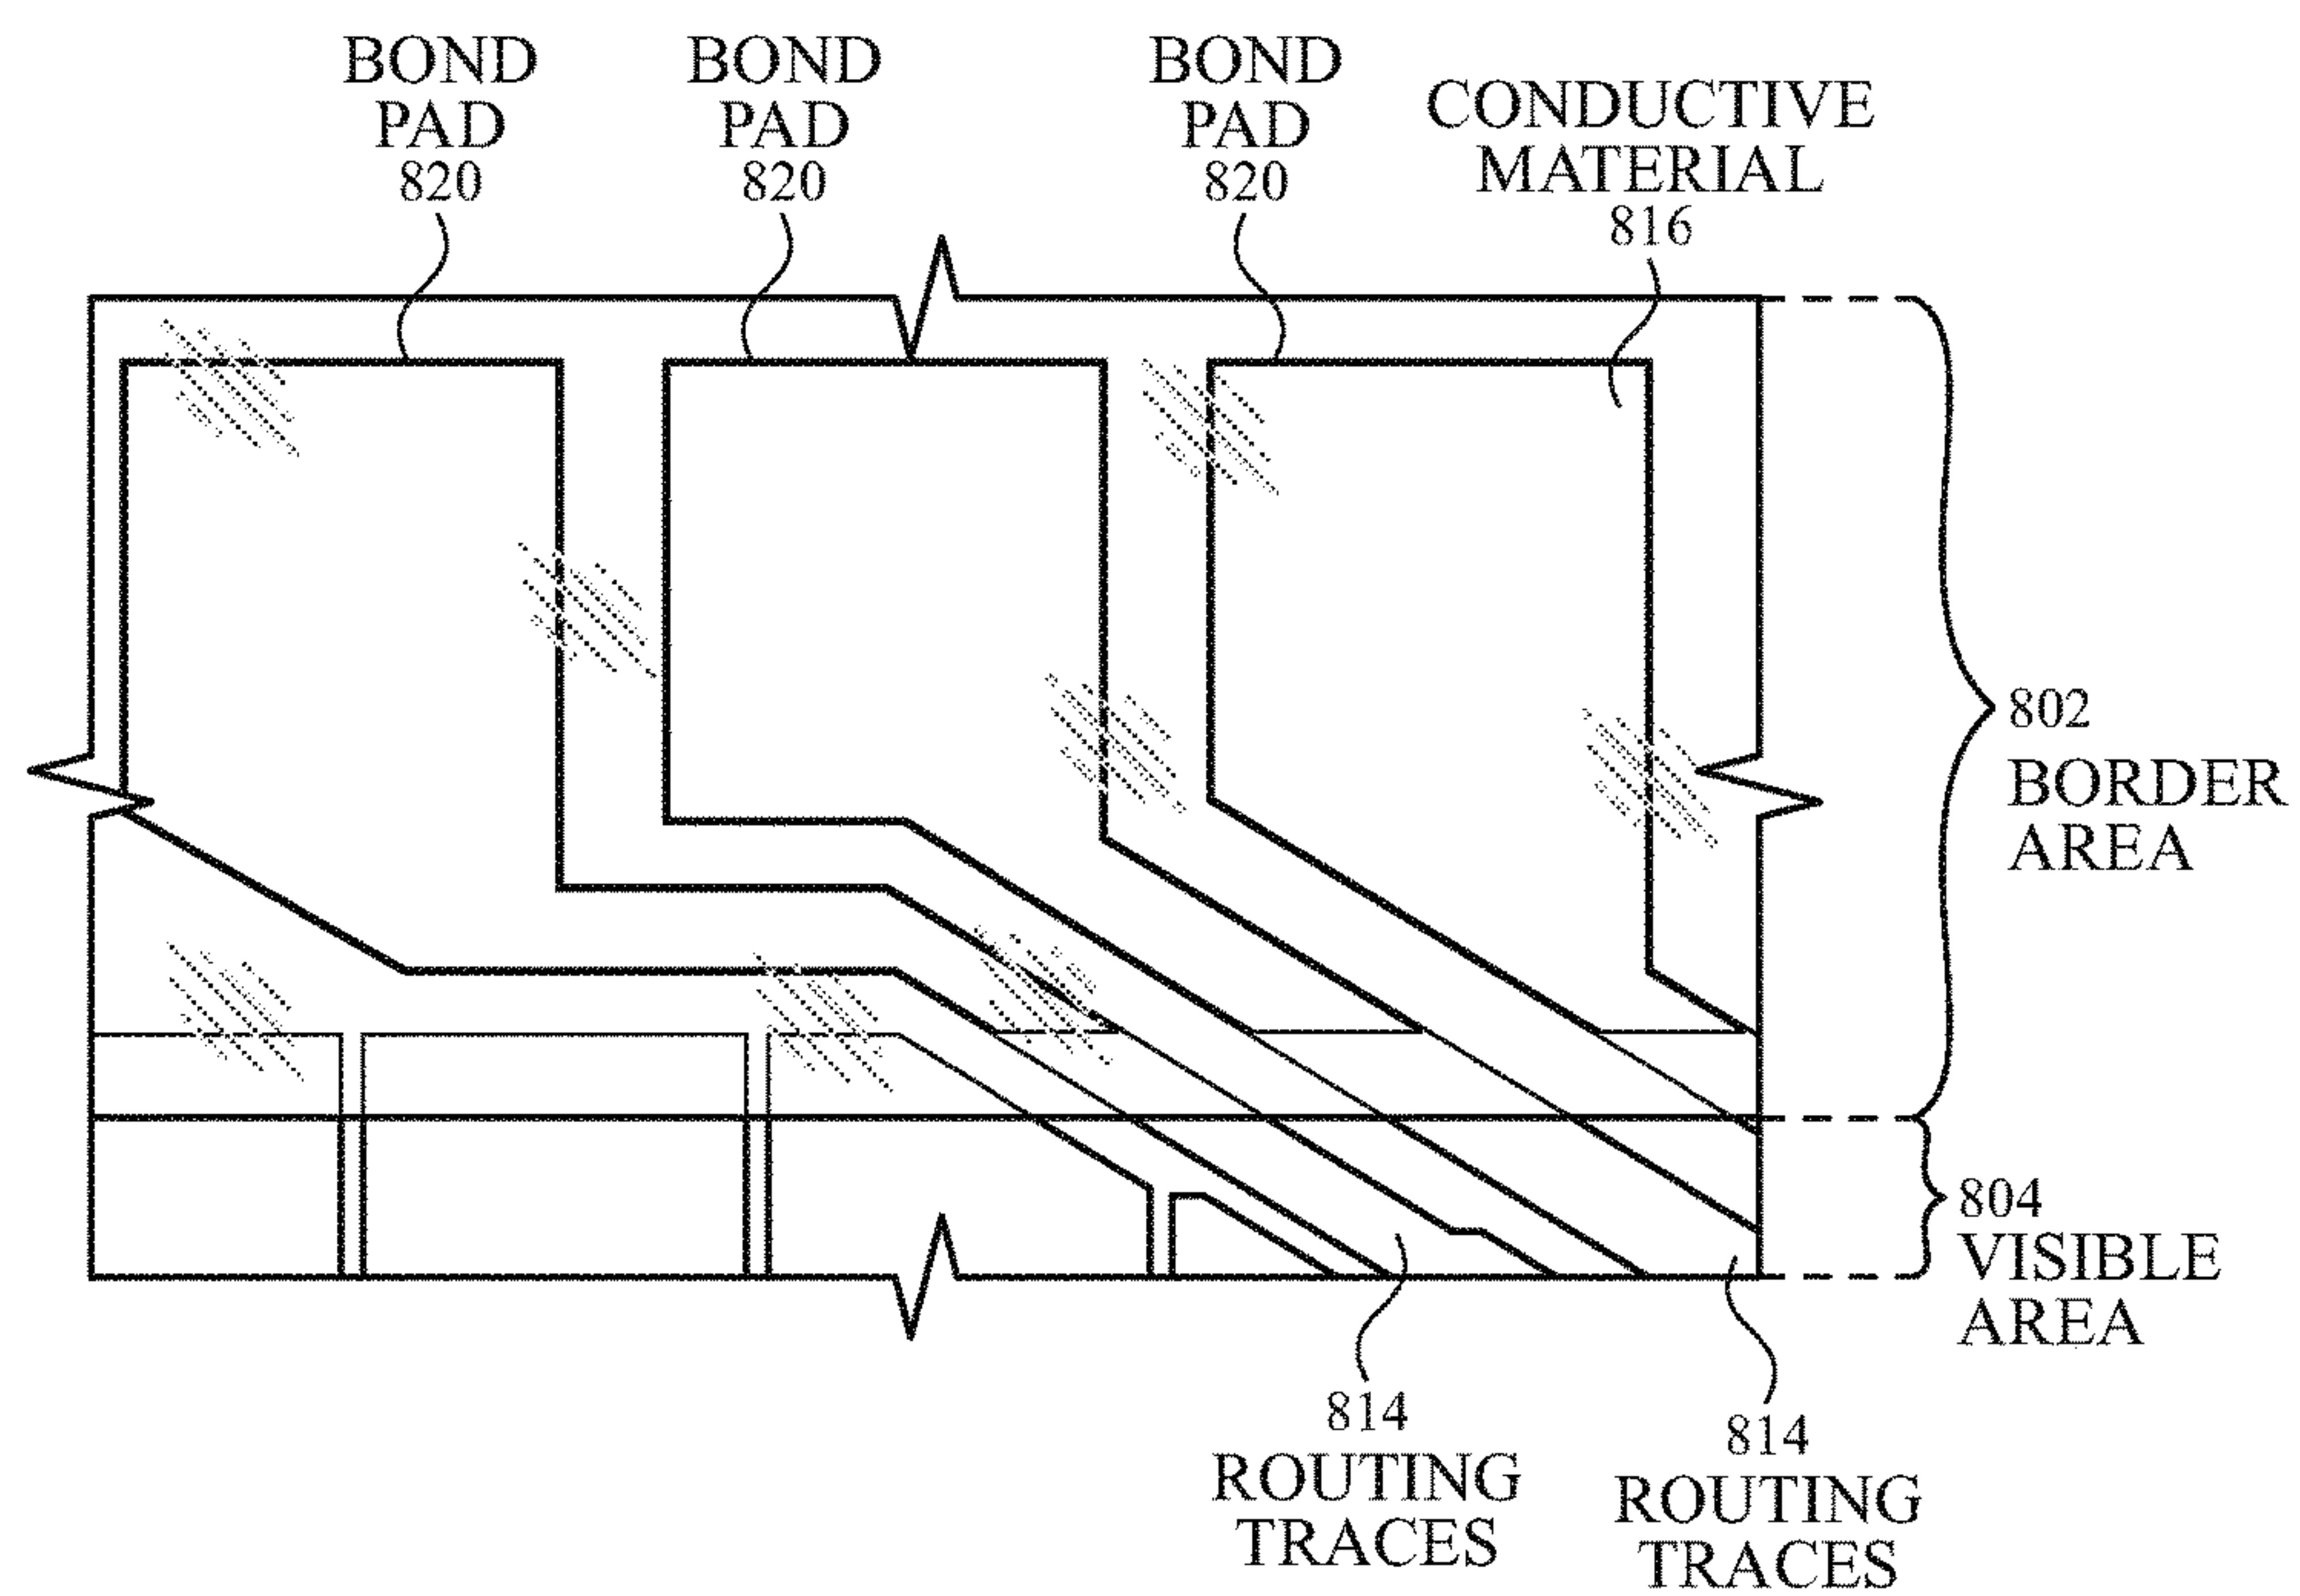 BOND
PAD
820
BOND
PAD
820
BOND
PAD
820
CONDUCTIVE
MATERIAL
816
802
BORDER
AREA
804
VISIBLE
AREA
814
ROUTING
TRACES
814
ROUTING
TRACES